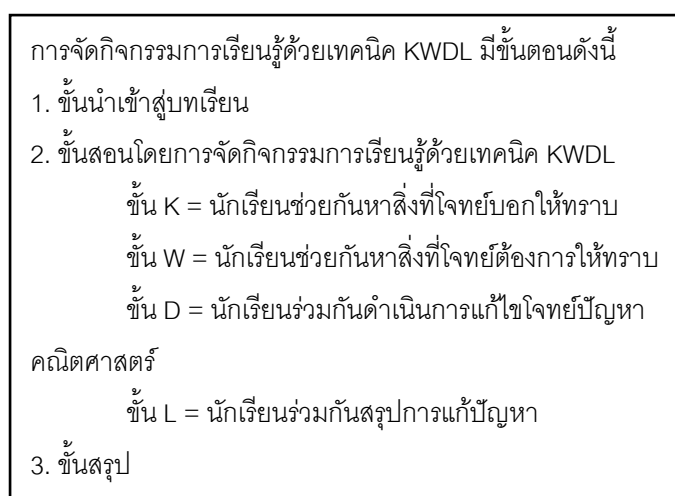 การจัดกิจกรรมการเรียนรู้ด้วยเทคนิค KWDL มีขั้นตอนดังนี้
1. ขั้นนำเข้าสู่บทเรียน
2. ขั้นสอนโดยการจัดกิจกรรมการเรียนรู้ด้วยเทคนิค KWDL
ขั้น K = นักเรียนช่วยกันหาสิ่งที่โจทย์บอกให้ทราบ
ขั้น W = นักเรียนช่วยกันหาสิ่งที่โจทย์ต้องการให้ทราบ
ขั้น D = นักเรียนร่วมกันดำเนินการแก้ไขโจทย์ปัญหา
คณิตศาสตร์
ขั้น L = นักเรียนร่วมกันสรุปการแก้ปัญหา
3. ขั้นสรุป